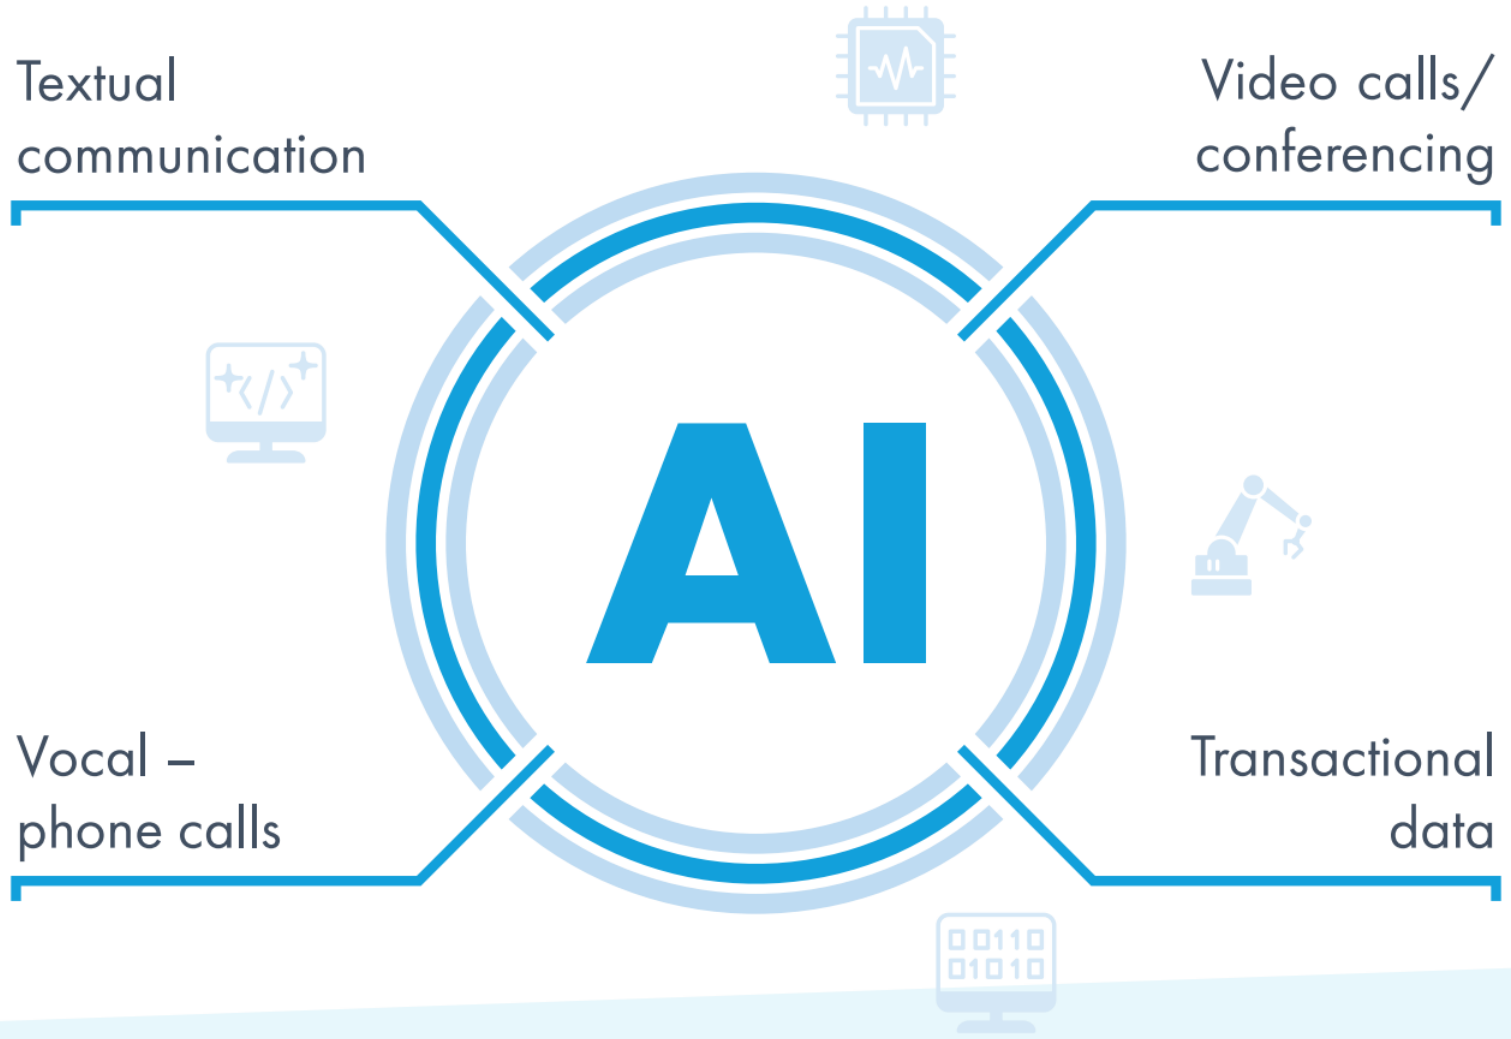 Textual
communication
Video calls/
conferencing
</>
AI
Vocal –
phone calls
Transactional
data
00110
01010